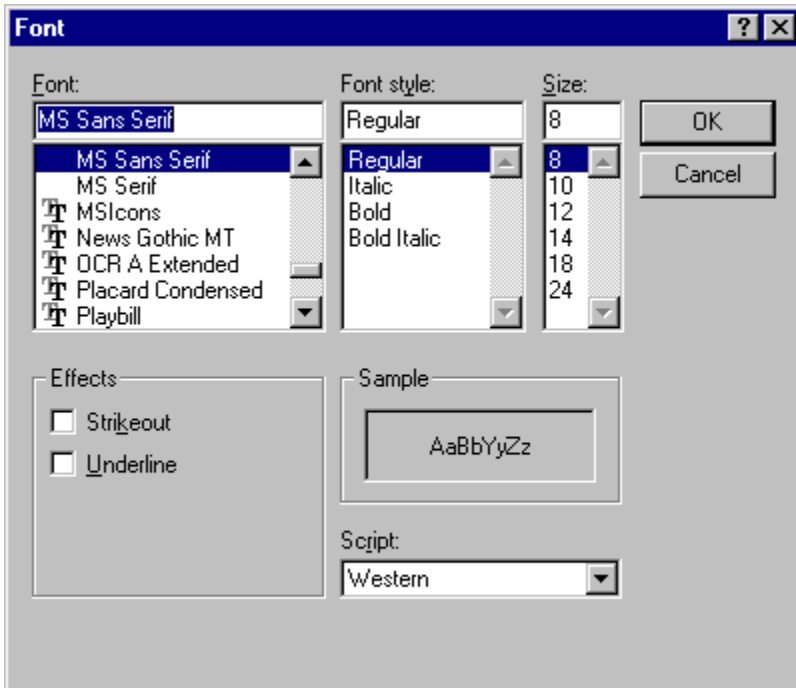 Font
Font:
MS Sans Serif
MS Sans Serif
MS Serif
MSIcons
News Gothic MT
OCR A Extended
Placard Condensed
Playbill
Font style:
Regular
Regular
Italic
Bold
Bold Italic
Size:
8
8
10
12
14
18
24
OK
Cancel
Effects
Strikeout
Underline
Sample
AaBbYyZz
Script:
Western